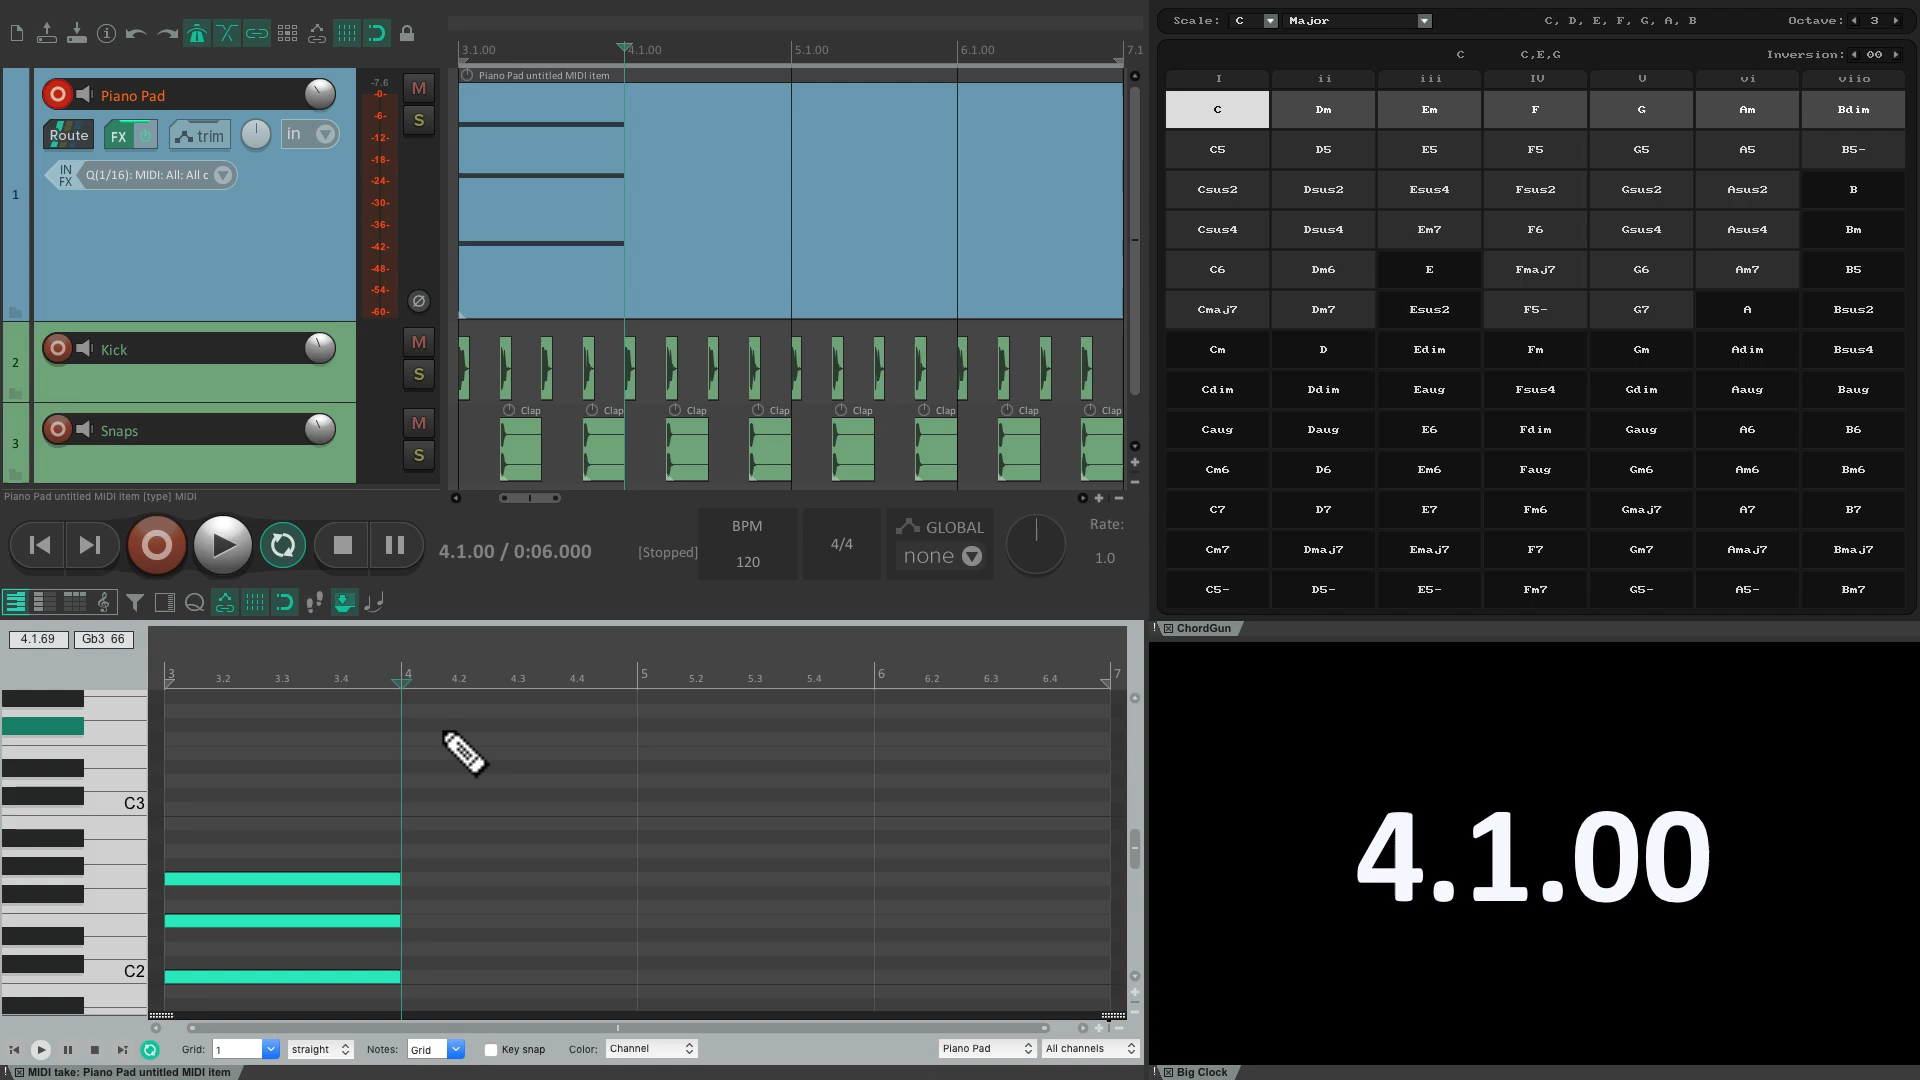 Scale: C Major C, D, E, F, G, A, B Octave: 3
C C,E,G Inversion: 00
I ii iii IV V vi viio
C Dm Em F G Am Bdim
C5 D5 E5 F5 G5 A5 B5-
Csus2 Dsus2 Esus4 Fsus2 Gsus2 Asus2 B
Csus4 Dsus4 Em7 F6 Gsus4 Asus4 Bm
C6 Dm6 E Fmaj7 G6 Am7 B5
Cmaj7 Dm7 Esus2 F5- G7 A Bsus2
Cm D Edim Fm Gm Adim Bsus4
Cdim Ddim Eaug Fsus4 Gdim Aaug Baug
Caug Daug E6 Fdim Gaug A6 B6
Cm6 D6 Em6 Faug Gm6 Am6 Bm6
C7 D7 E7 Fm6 Gmaj7 A7 B7
Cm7 Dmaj7 Emaj7 F7 Gm7 Amaj7 Bmaj7
C5- D5- E5- Fm7 G5- A5- Bm7
! ChordGun
3.1.00 4.1.00 5.1.00 6.1.00 7.1
Piano Pad untitled MIDI item
1
Piano Pad
Route FX trim in
IN FX Q(1/16): MIDI: All: All c
-7.6
-0-
-6-
-12-
-18-
-24-
-30-
-36-
-42-
-48-
-54-
-60-
M
S
2
Kick
M
S
3
Snaps
M
S
Clap Clap Clap Clap Clap Clap Clap Clap
Piano Pad untitled MIDI item [type] MIDI
4.1.00 / 0:06.000 [Stopped]
BPM
120
4/4
GLOBAL
none
Rate:
1.0
4.1.69 Gb3 66
3 3.2 3.3 3.4 4 4.2 4.3 4.4 5 5.2 5.3 5.4 6 6.2 6.3 6.4 7
C3
C2
Grid: 1 straight Notes: Grid Key snap Color: Channel Piano Pad All channels
! MIDI take: Piano Pad untitled MIDI item
4.1.00
! Big Clock